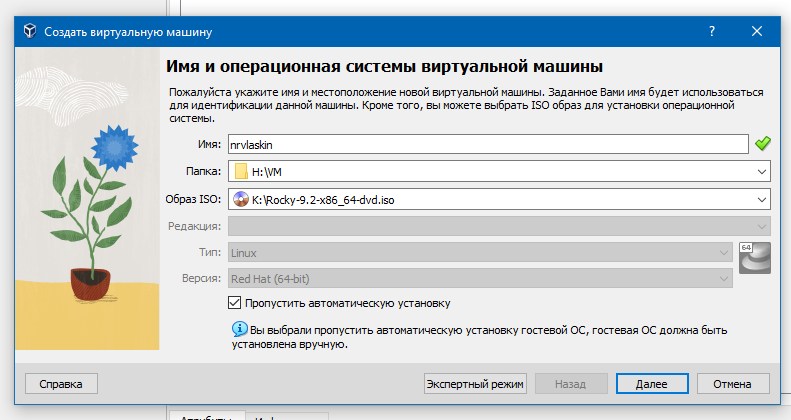 Создать виртуальную машину
?
Имя и операционная системы виртуальной машины
Пожалуйста укажите имя и местоположение новой виртуальной машины. Заданное Вами имя будет использоваться
для идентификации данной машины. Кроме того, вы можете выбрать ISO образ для установки операционной
системы.
Имя: nrvlaskin
Папка: H:\VM
Образ ISO: K:\Rocky-9.2-x86_64-dvd.iso
Редакция:
Тип: Linux
64
Версия: Red Hat (64-bit)
Пропустить автоматическую установку
Вы выбрали пропустить автоматическую установку гостевой ОС, гостевая ОС должна быть
установлена вручную.
Справка Экспертный режим Назад Далее Отмена